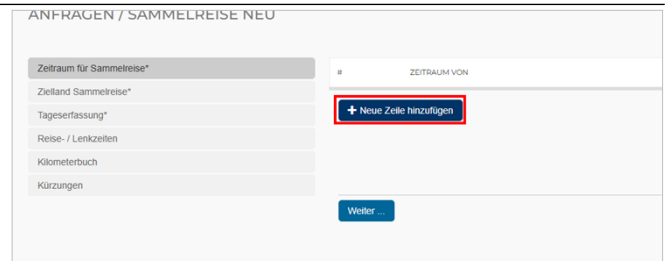 ANFRAGEN / SAMMELREISE NEU
Zeitraum für Sammelreise*
Zielland Sammelreise*
Tageserfassung*
Reise- / Lenkzeiten
Kilometerbuch
Kürzungen
# ZEITRAUM VON
+ Neue Zeile hinzufügen
Weiter ...